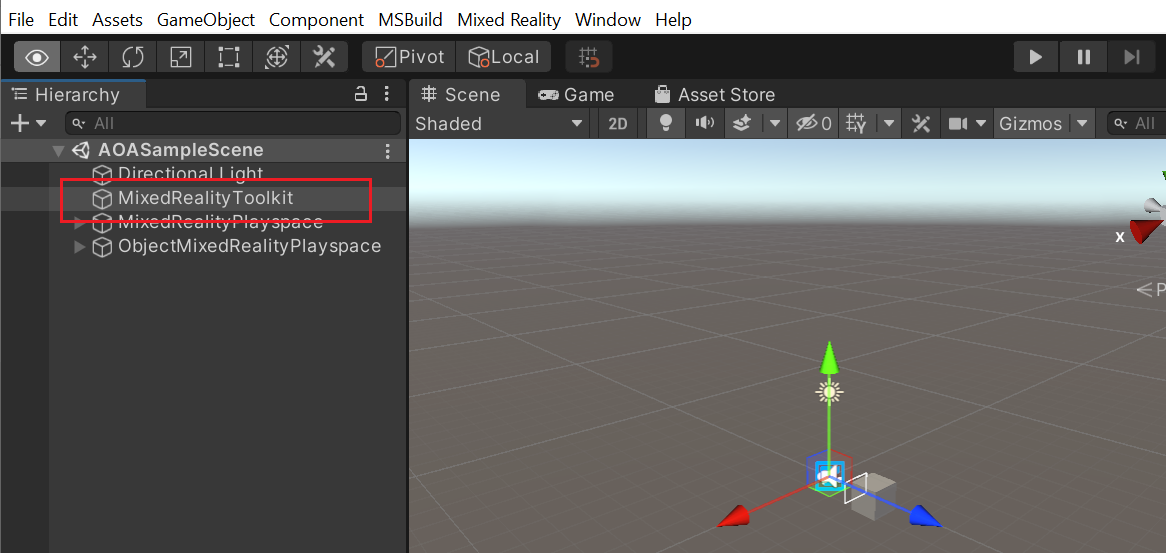 File Edit Assets GameObject Component MSBuild Mixed Reality Window Help
Pivot Local
Hierarchy
Scene Game Asset Store
All
Shaded 2D 0 Gizmos All
AOASampleScene
Directional Light
MixedRealityToolkit
MixedRealityPlayspace
ObjectMixedRealityPlayspace
X
P